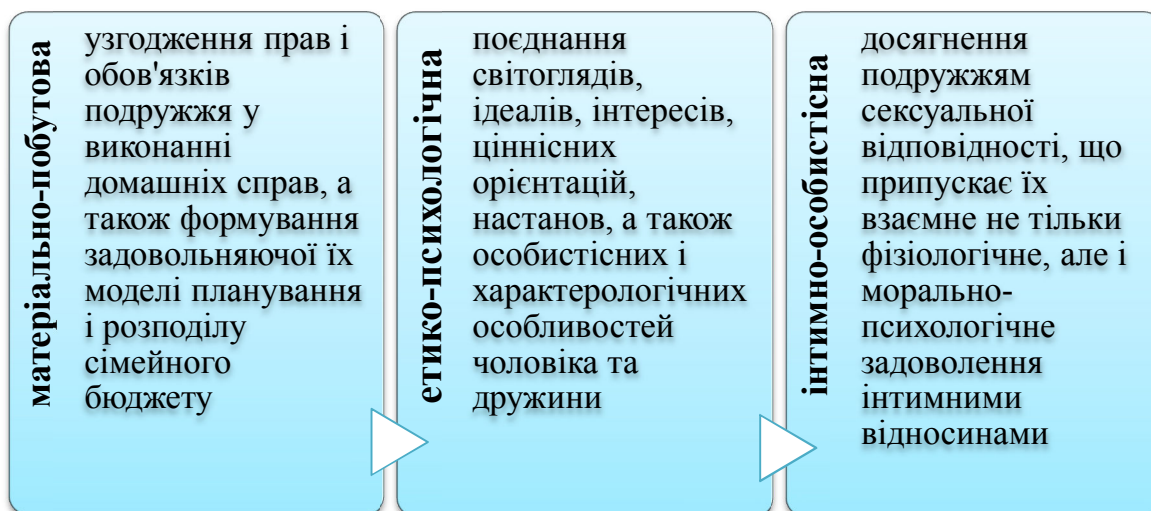 матеріально-побутова
узгодження прав і
обов'язків
подружжя у
виконанні
домашніх справ, а
також формування
задовольняючої їх
моделі планування
і розподілу
сімейного
бюджету
етико-психологічна
поєднання
світоглядів,
ідеалів, інтересів,
ціннісних
орієнтацій,
настанов, а також
особистісних і
характерологічних
особливостей
чоловіка та
дружини
інтимно-особистісна
досягнення
подружжям
сексуальної
відповідності, що
припускає їх
взаємне не тільки
фізіологічне, але і
морально-
психологічне
задоволення
інтимними
відносинами